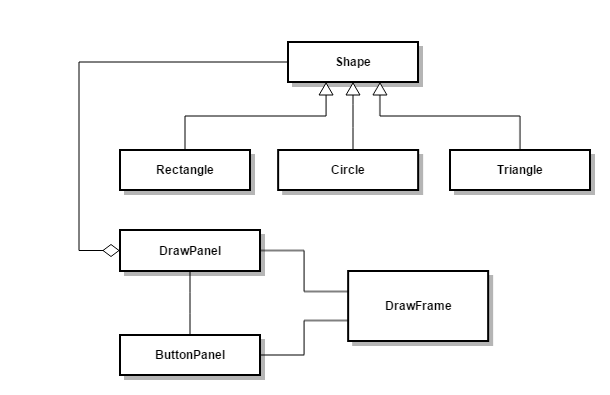 Shape
Rectangle
Circle
Triangle
DrawPanel
DrawFrame
ButtonPanel